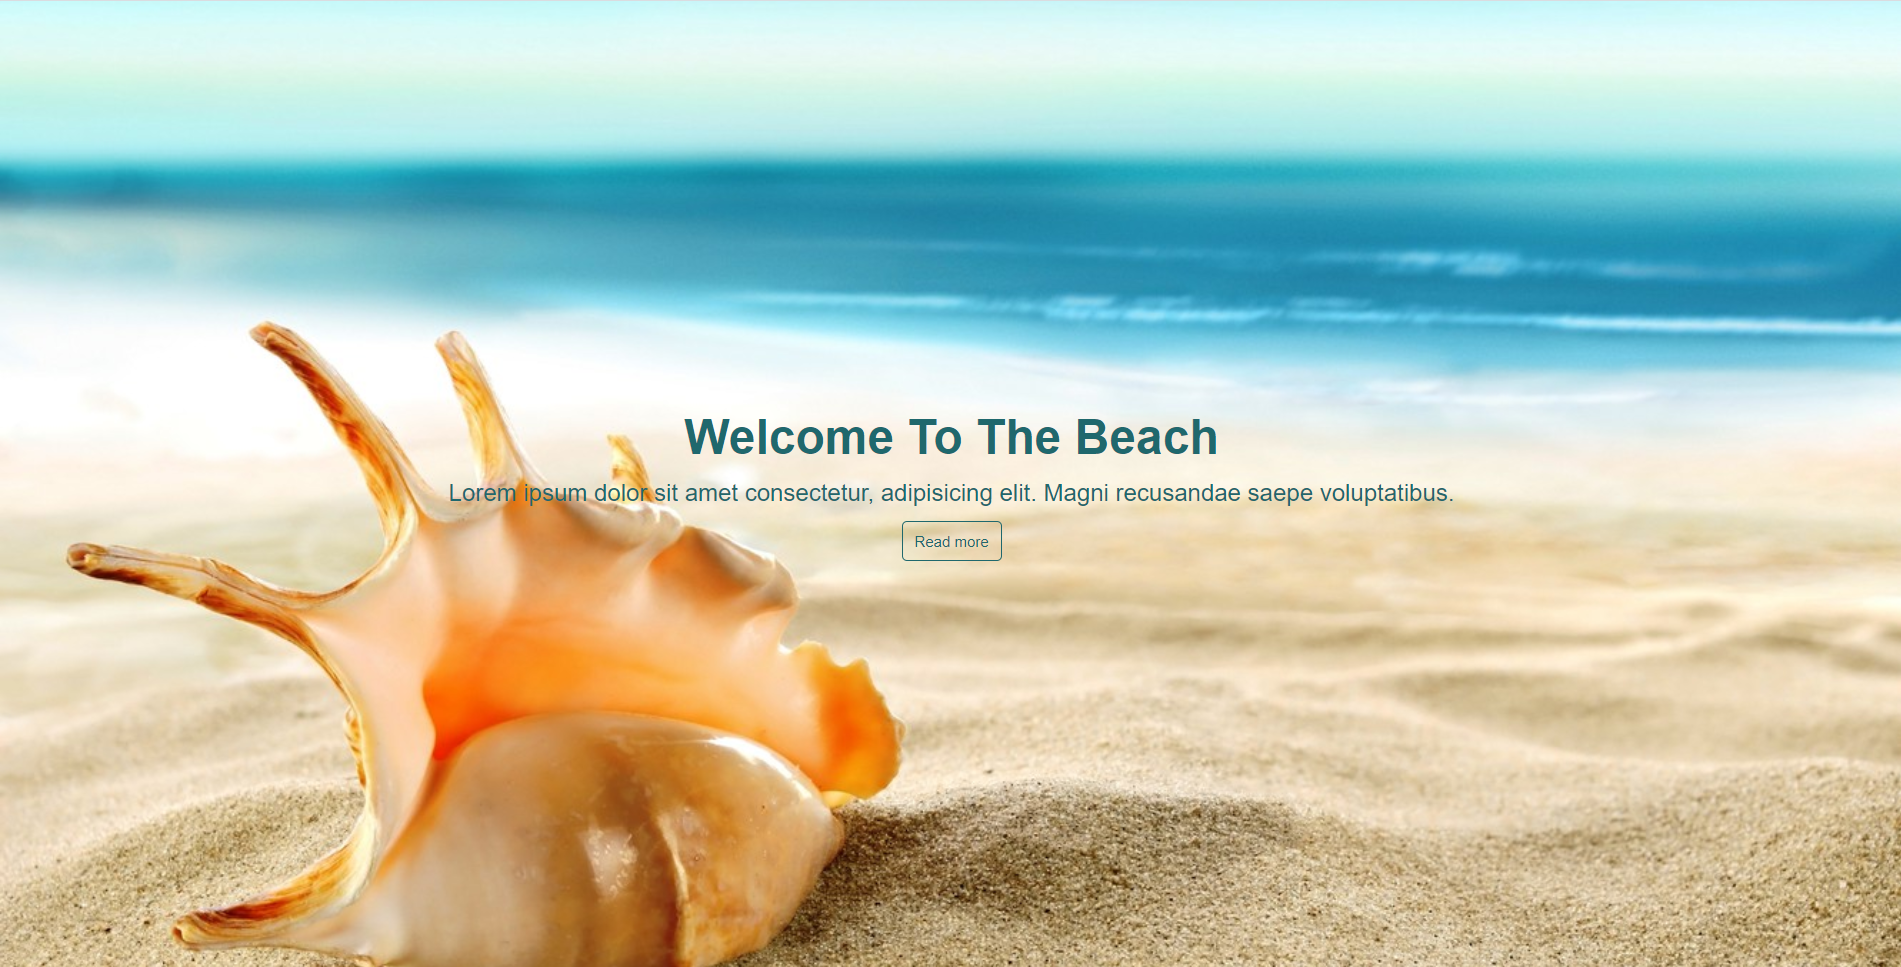 Welcome To The Beach
Lorem ipsum dolor sit amet consectetur, adipisicing elit. Magni recusandae saepe voluptatibus.
Read more